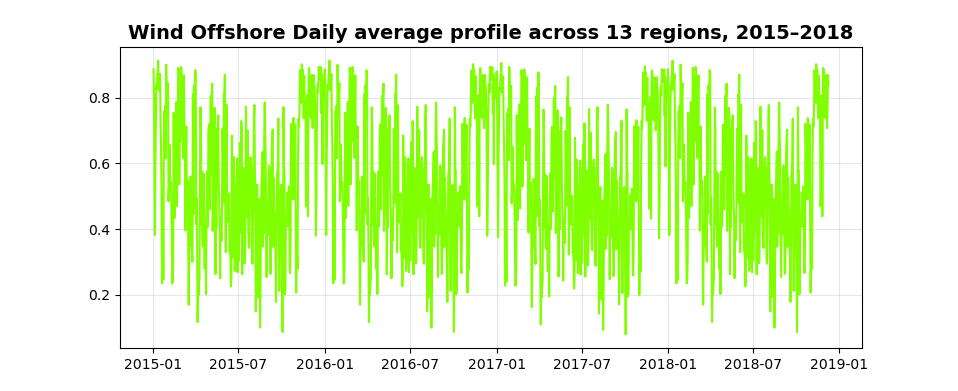 Wind Offshore Daily average profile across 13 regions, 2015–2018
0.8
0.6
0.4
0.2
2015-01 2015-07 2016-01 2016-07 2017-01 2017-07 2018-01 2018-07 2019-01